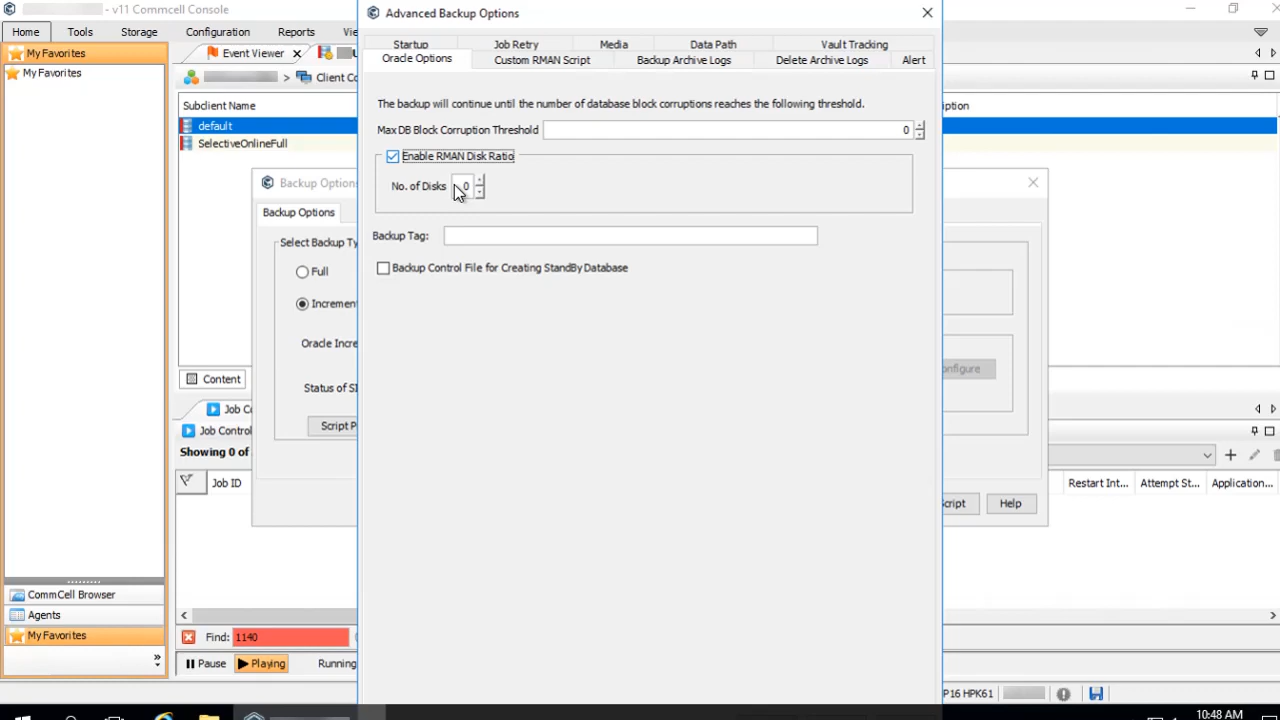 - v11 Commcell Console
Advanced Backup Options
Home
Tools
Storage
Configuration
Reports
My Favorites
My Favorites
Event Viewer
>
Client Co
Subclient Name
default
SelectiveOnlineFull
ption
Startup
Job Retry
Media
Data Path
Vault Tracking
Oracle Options
Custom RMAN Script
Backup Archive Logs
Delete Archive Logs
Alert
The backup will continue until the number of database block corruptions reaches the following threshold.
Max DB Block Corruption Threshold
0
Enable RMAN Disk Ratio
No. of Disks
0
Backup Tag:
Backup Control File for Creating StandBy Database
Backup Option
Backup Options
Select Backup Ty
Full
Increment
Oracle Incre
Status of SI
Script P
onfigure
cript
Help
Content
Job Co
Job Control
Showing 0 of
Job ID
Restart Int...
Attempt St...
Application...
CommCell Browser
Agents
My Favorites
Find:
1140
Pause
Playing
Running
P16 HPK61
10:48 AM